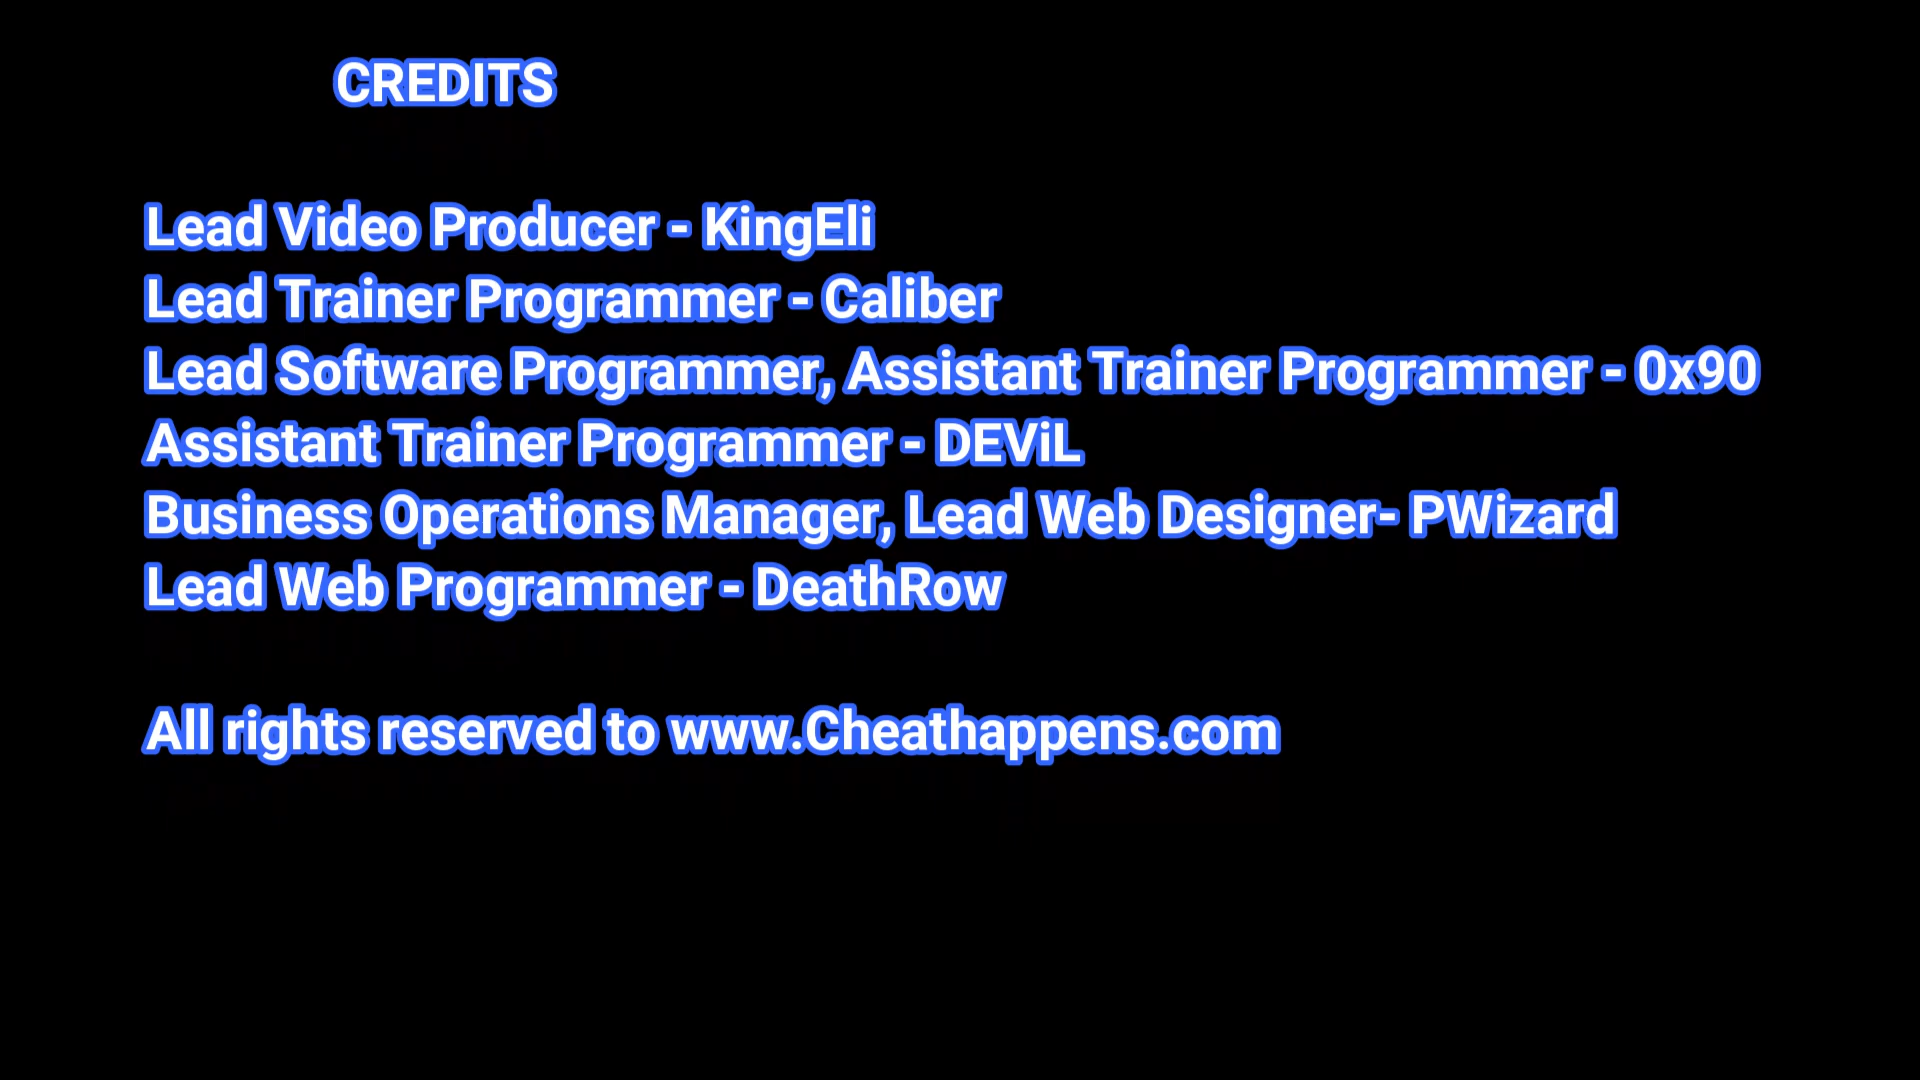 CREDITS
Lead Video Producer - KingEli
Lead Trainer Programmer - Caliber
Lead Software Programmer, Assistant Trainer Programmer - 0x90
Assistant Trainer Programmer - DEViL
Business Operations Manager, Lead Web Designer- PWizard
Lead Web Programmer - DeathRow
All rights reserved to www.Cheathappens.com